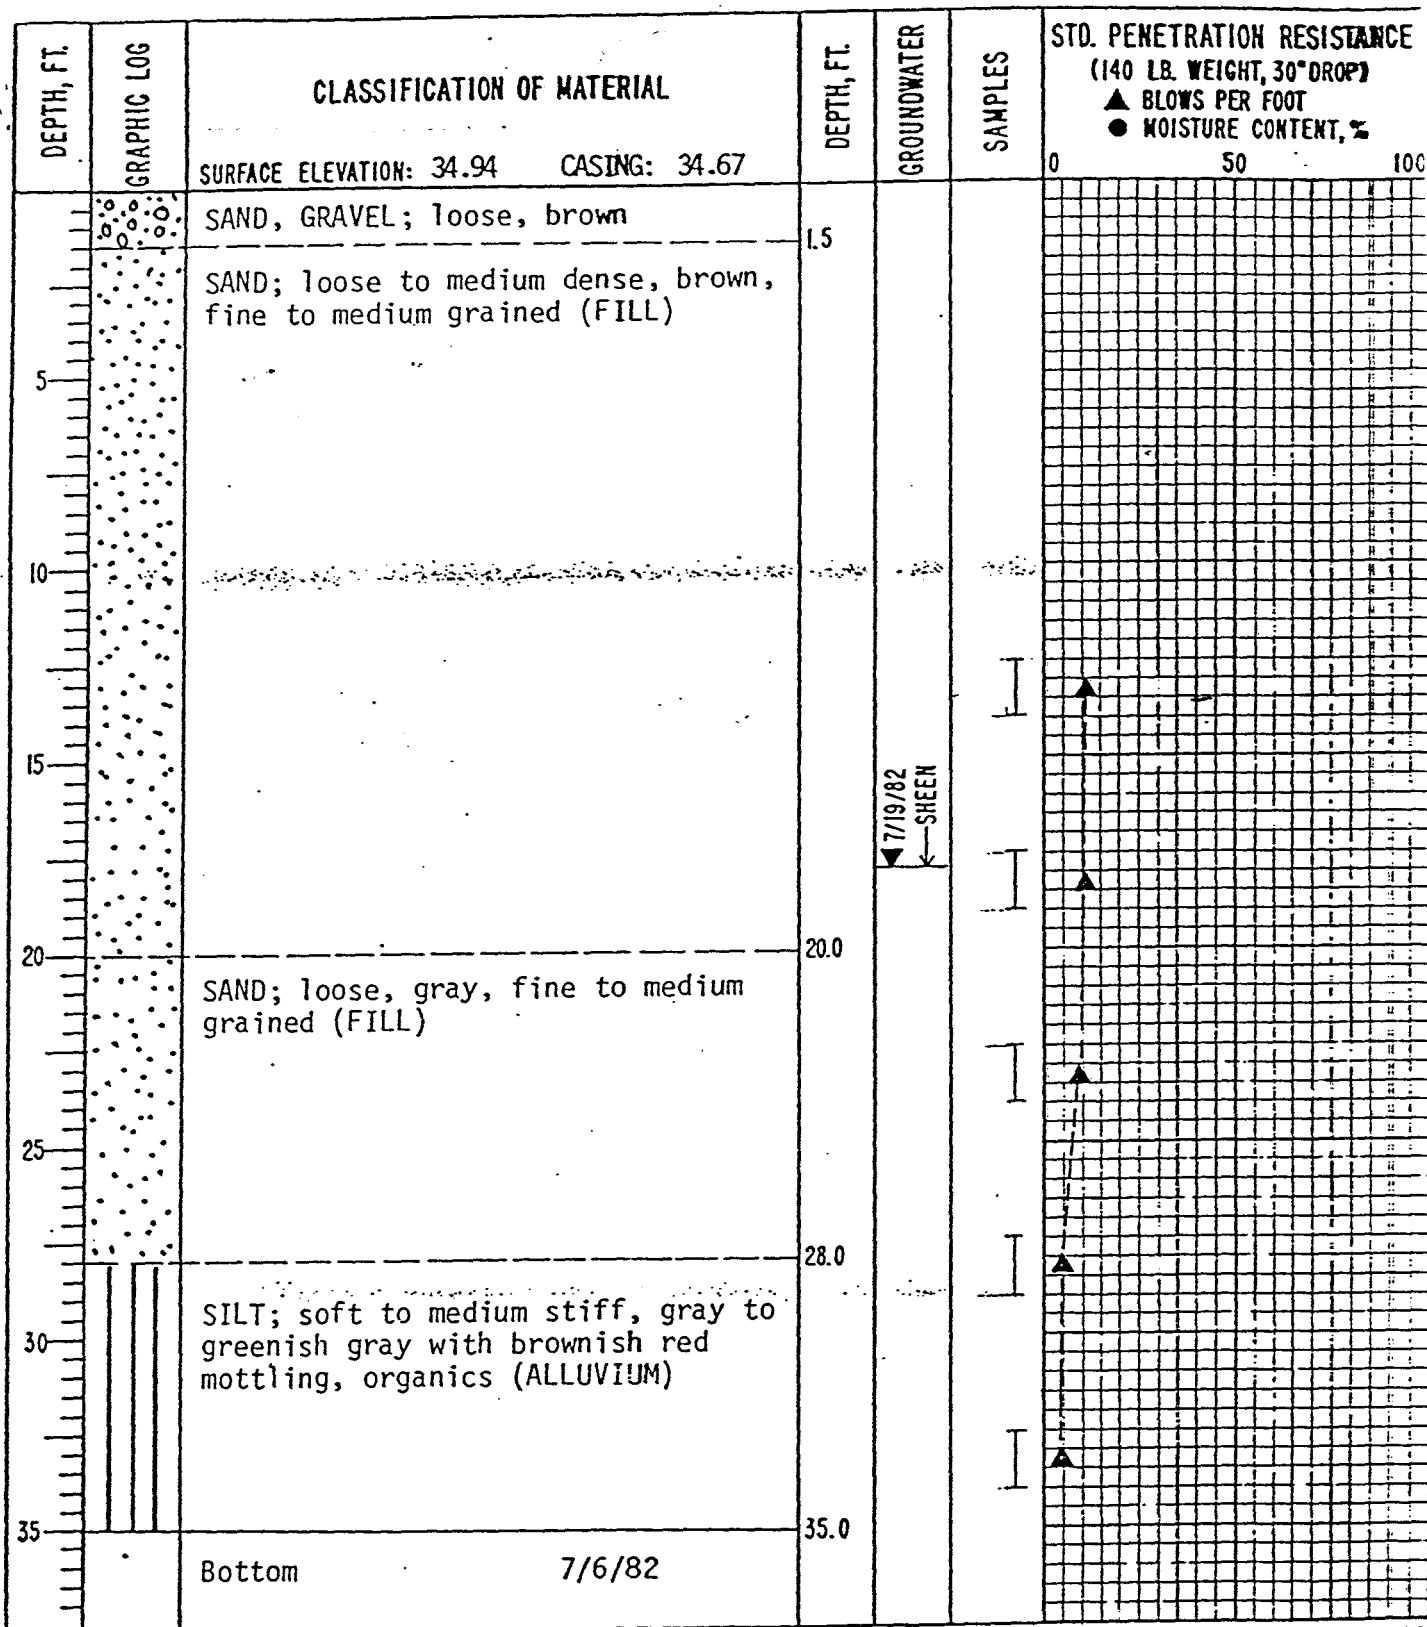 DEPTH, FT.
GRAPHIC LOG
CLASSIFICATION OF MATERIAL
SURFACE ELEVATION: 34.94 CASING: 34.67
DEPTH, FT.
GROUNDWATER
SAMPLES
STD. PENETRATION RESISTANCE
(140 LB. WEIGHT, 30" DROP)
▲ BLOWS PER FOOT
● MOISTURE CONTENT, %
0 50 100
SAND, GRAVEL; loose, brown
1.5
SAND; loose to medium dense, brown,
fine to medium grained (FILL)
5
10
15
7/19/82
SHEEN
20
20.0
SAND; loose, gray, fine to medium
grained (FILL)
25
28.0
SILT; soft to medium stiff, gray to
greenish gray with brownish red
mottling, organics (ALLUVIUM)
30
35
35.0
Bottom 7/6/82